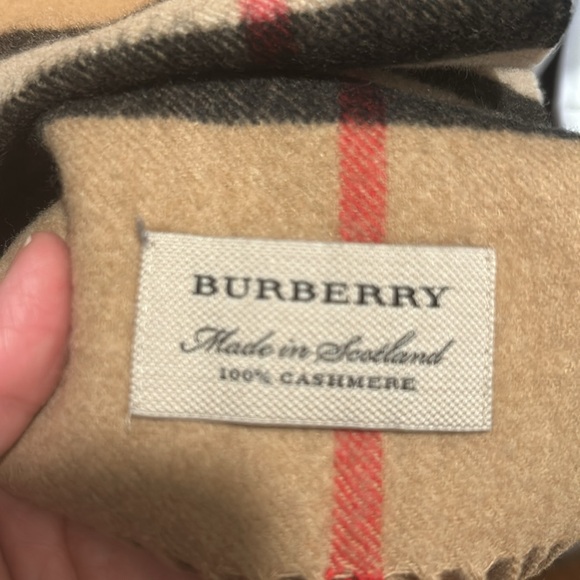 BURBERRY
Made in Scotland
100% CASHMERE